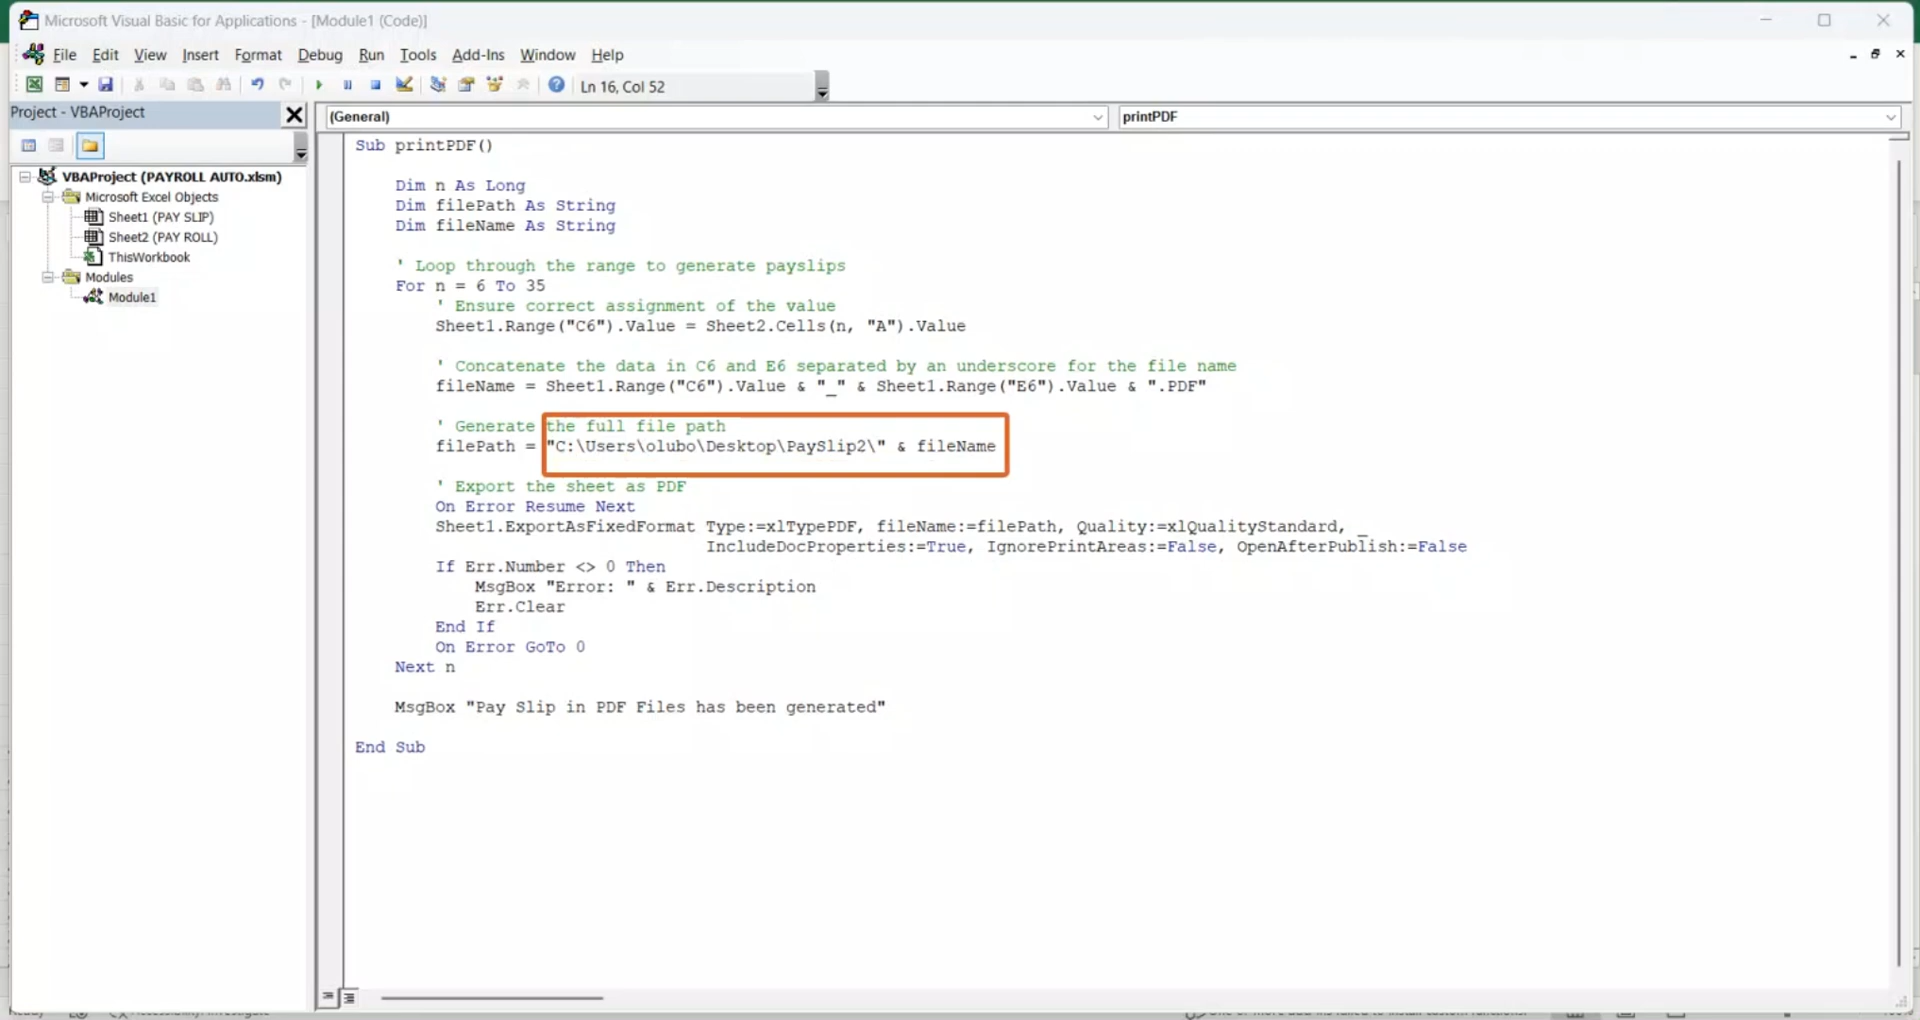 Microsoft Visual Basic for Applications - [Module1 (Code)]
File Edit View Insert Format Debug Run Tools Add-Ins Window Help
Ln 16, Col 52
Project - VBAProject
(General)
printPDF
VBAProject (PAYROLL AUTO.xlsm)
Microsoft Excel Objects
Sheet1 (PAY SLIP)
Sheet2 (PAY ROLL)
ThisWorkbook
Modules
Module1
Sub printPDF()
Dim n As Long
Dim filePath As String
Dim fileName As String
' Loop through the range to generate payslips
For n = 6 To 35
' Ensure correct assignment of the value
Sheet1.Range("C6").Value = Sheet2.Cells(n, "A").Value
' Concatenate the data in C6 and E6 separated by an underscore for the file name
fileName = Sheet1.Range("C6").Value & "_" & Sheet1.Range("E6").Value & ".PDF"
' Generate the full file path
filePath = "C:\Users\olubo\Desktop\PaySlip2\" & fileName
' Export the sheet as PDF
On Error Resume Next
Sheet1.ExportAsFixedFormat Type:=xlTypePDF, fileName:=filePath, Quality:=xlQualityStandard, _
IncludeDocProperties:=True, IgnorePrintAreas:=False, OpenAfterPublish:=False
If Err.Number <> 0 Then
MsgBox "Error: " & Err.Description
Err.Clear
End If
On Error GoTo 0
Next n
MsgBox "Pay Slip in PDF Files has been generated"
End Sub